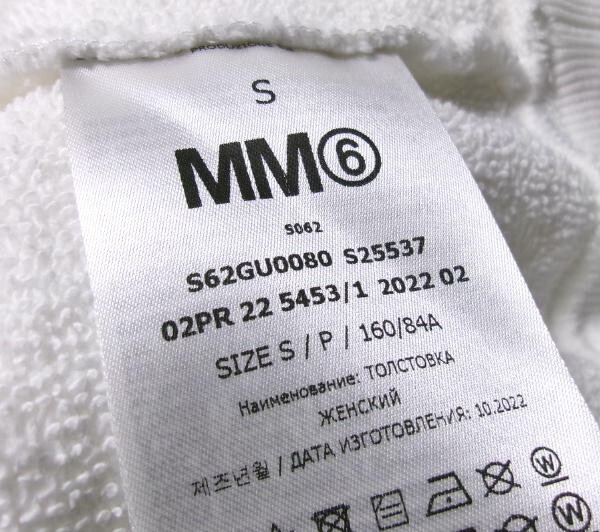 S
MM⑥
S062
S62GU0080 S25537
02PR 22 5453/1 2022 02
SIZE S / P / 160/84A
Наименование: ТОЛСТОВКА
ЖЕНСКИЙ
제조년월 / ДАТА ИЗГОТОВЛЕНИЯ: 10.2022
W
W